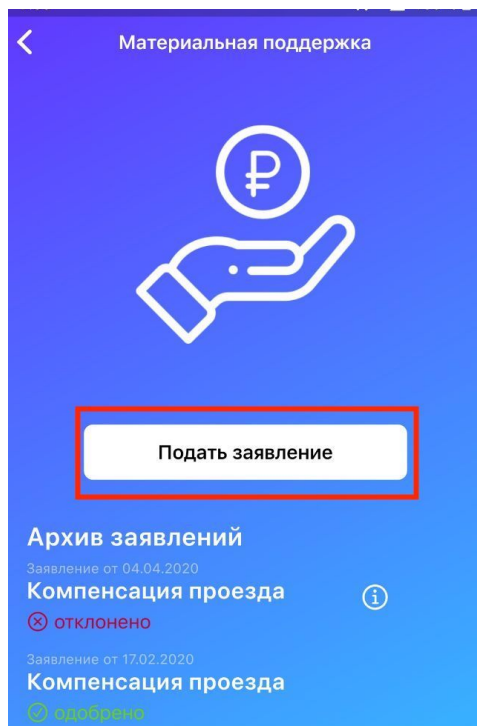 Материальная поддержка
Подать заявление
Архив заявлений
Заявление от 04.04.2020
Компенсация проезда
отклонено
Заявление от 17.02.2020
Компенсация проезда
одобрено